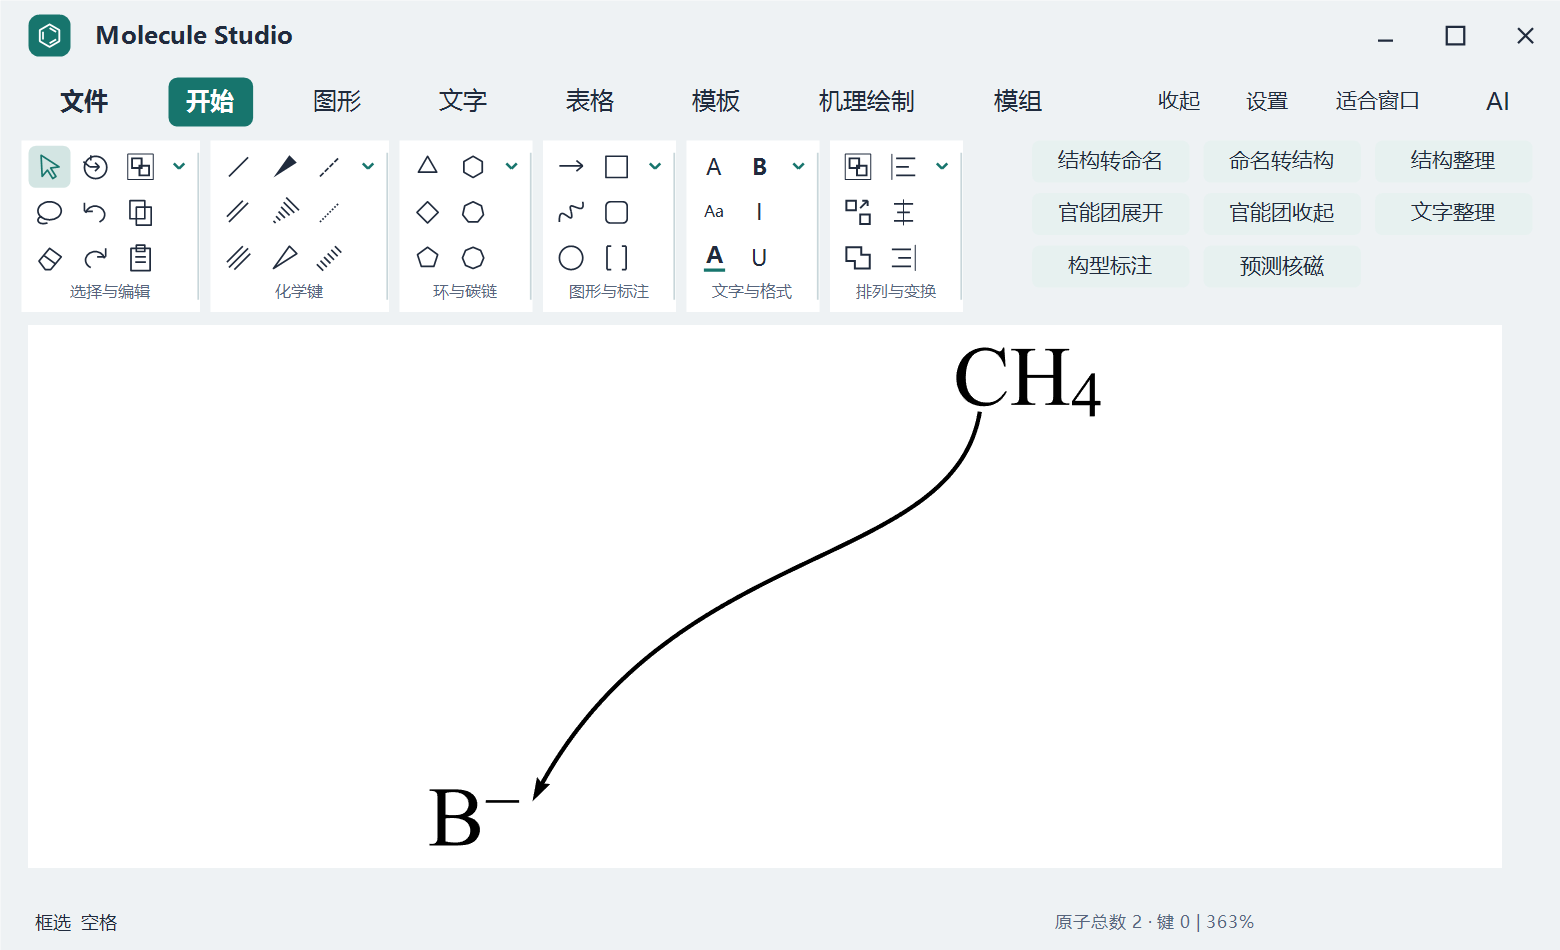 Molecule Studio
文件 开始 图形 文字 表格 模板 机理绘制 模组 收起 设置 适合窗口 AI
A B
Aa I
A U
选择与编辑 化学键 环与碳链 图形与标注 文字与格式 排列与变换
结构转命名 命名转结构 结构整理
官能团展开 官能团收起 文字整理
构型标注 预测核磁
CH4
B−
框选 空格 原子总数 2 · 键 0 | 363%